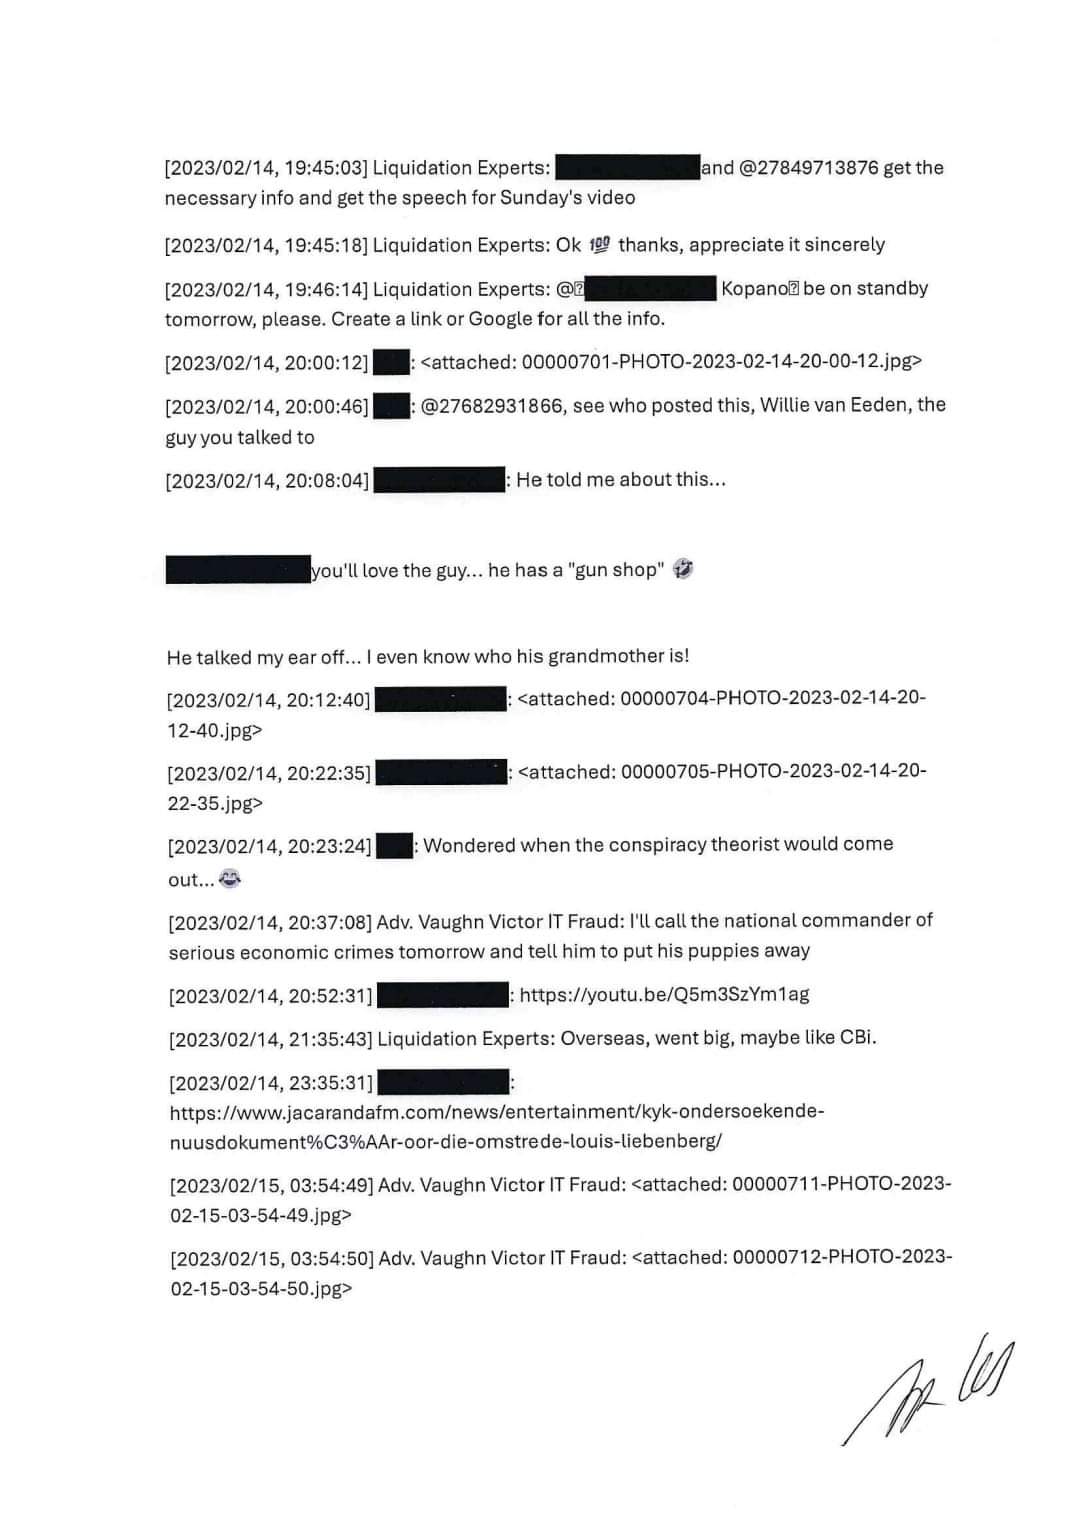 [2023/02/14, 19:45:03] Liquidation Experts: and @27849713876 get the
necessary info and get the speech for Sunday's video
[2023/02/14, 19:45:18] Liquidation Experts: Ok 💯 thanks, appreciate it sincerely
[2023/02/14, 19:46:14] Liquidation Experts: @⍰ Kopano⍰ be on standby
tomorrow, please. Create a link or Google for all the info.
[2023/02/14, 20:00:12] : <attached: 00000701-PHOTO-2023-02-14-20-00-12.jpg>
[2023/02/14, 20:00:46] : @27682931866, see who posted this, Willie van Eeden, the
guy you talked to
[2023/02/14, 20:08:04] : He told me about this...
you'll love the guy... he has a "gun shop" 🤣
He talked my ear off... I even know who his grandmother is!
[2023/02/14, 20:12:40] : <attached: 00000704-PHOTO-2023-02-14-20-
12-40.jpg>
[2023/02/14, 20:22:35] : <attached: 00000705-PHOTO-2023-02-14-20-
22-35.jpg>
[2023/02/14, 20:23:24] : Wondered when the conspiracy theorist would come
out... 😂
[2023/02/14, 20:37:08] Adv. Vaughn Victor IT Fraud: I'll call the national commander of
serious economic crimes tomorrow and tell him to put his puppies away
[2023/02/14, 20:52:31] : https://youtu.be/Q5m3SzYm1ag
[2023/02/14, 21:35:43] Liquidation Experts: Overseas, went big, maybe like CBi.
[2023/02/14, 23:35:31] :
https://www.jacarandafm.com/news/entertainment/kyk-ondersoekende-
nuusdokument%C3%AAr-oor-die-omstrede-louis-liebenberg/
[2023/02/15, 03:54:49] Adv. Vaughn Victor IT Fraud: <attached: 00000711-PHOTO-2023-
02-15-03-54-49.jpg>
[2023/02/15, 03:54:50] Adv. Vaughn Victor IT Fraud: <attached: 00000712-PHOTO-2023-
02-15-03-54-50.jpg>